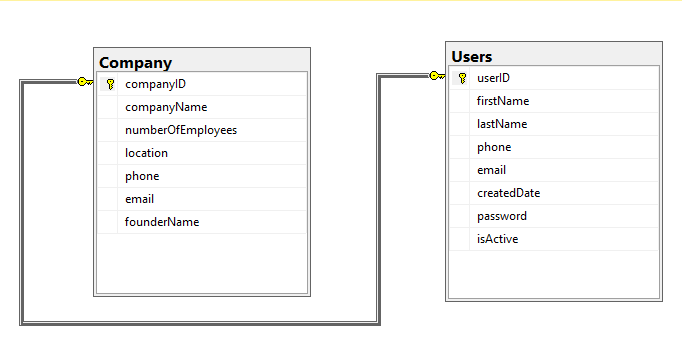 Company
companyID
companyName
numberOfEmployees
location
phone
email
founderName
Users
userID
firstName
lastName
phone
email
createdDate
password
isActive